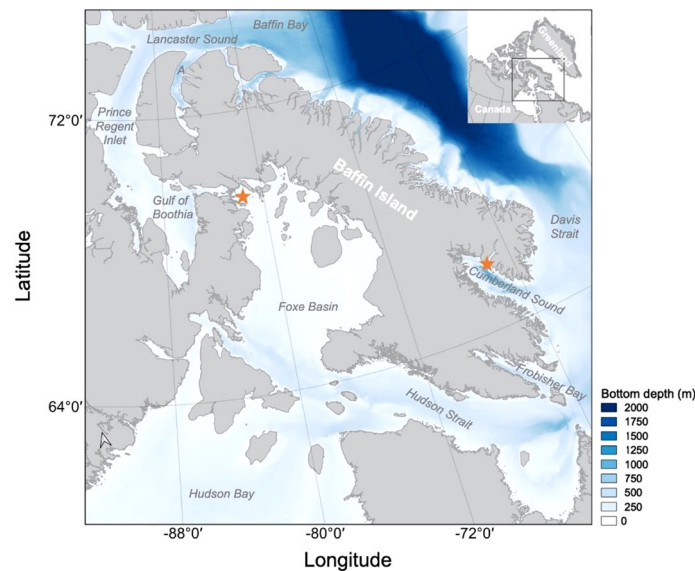 Baffin Bay
Lancaster Sound
Greenland
A
Canada
72°0'
Prince
Regent
Inlet
Baffin Island
Gulf of
Boothia
Davis
Strait
Latitude
Cumberland Sound
Foxe Basin
Frobisher Bay
Hudson Strait
64°0'
Bottom depth (m)
2000
1750
1500
1250
1000
750
500
250
0
Hudson Bay
-88°0'
-80°0'
-72°0'
Longitude